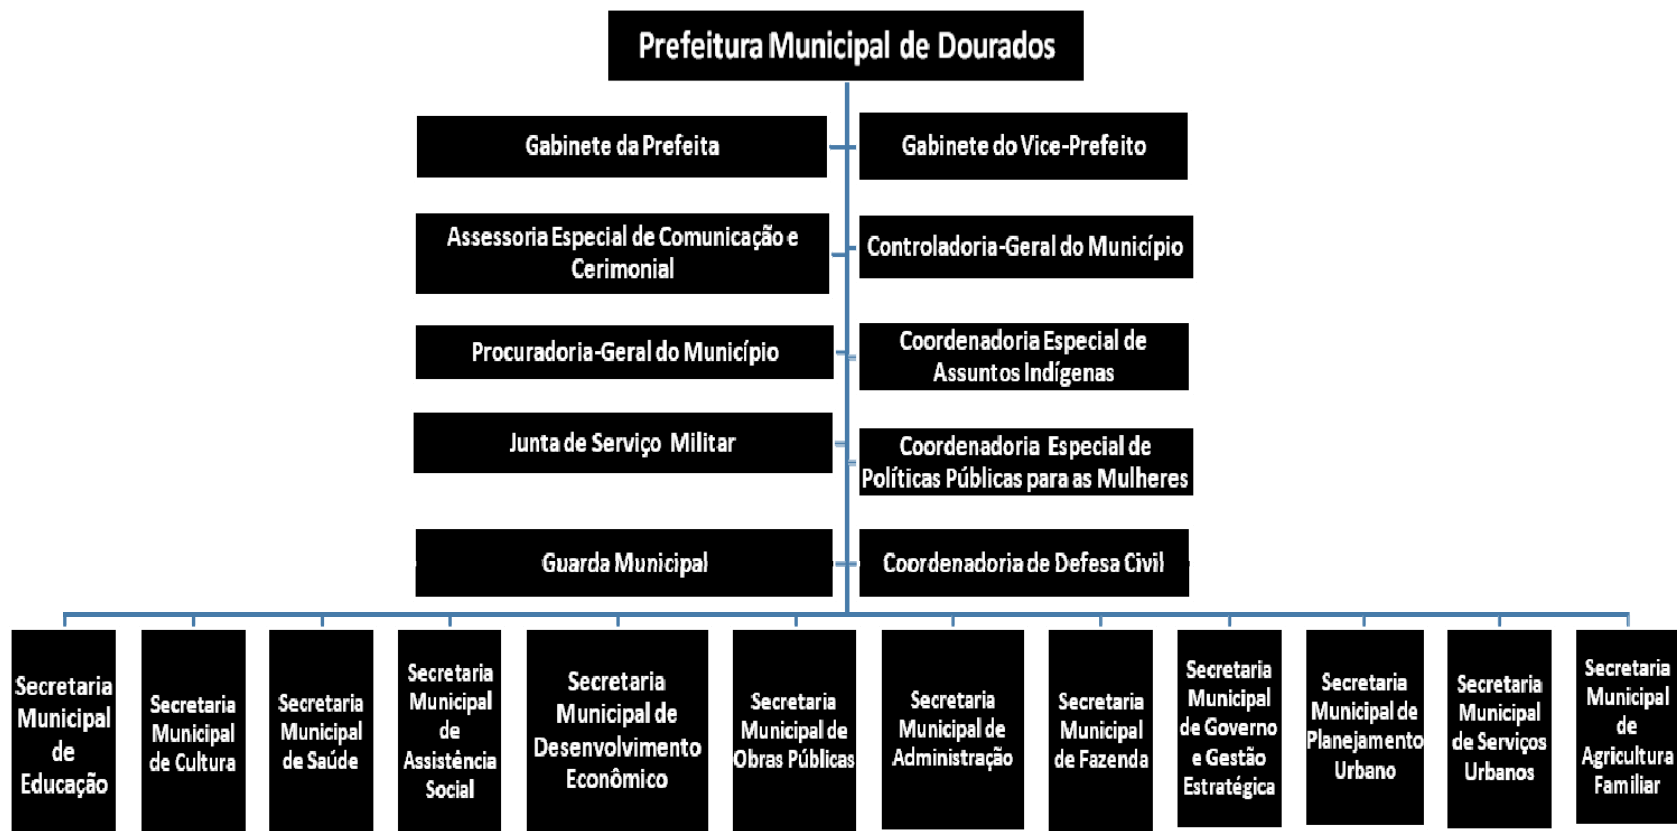 Prefeitura Municipal de Dourados
Gabinete da Prefeita
Gabinete do Vice-Prefeito
Assessoria Especial de Comunicação e
Cerimonial
Controladoria-Geral do Município
Procuradoria-Geral do Município
Coordenadoria Especial de
Assuntos Indígenas
Junta de Serviço Militar
Coordenadoria Especial de
Políticas Públicas para as Mulheres
Guarda Municipal
Coordenadoria de Defesa Civil
Secretaria
Municipal
de
Educação
Secretaria
Municipal
de Cultura
Secretaria
Municipal
de Saúde
Secretaria
Municipal
de
Assistência
Social
Secretaria
Municipal de
Desenvolvimento
Econômico
Secretaria
Municipal de
Obras Públicas
Secretaria
Municipal de
Administração
Secretaria
Municipal
de Fazenda
Secretaria
Municipal
de Governo
e Gestão
Estratégica
Secretaria
Municipal de
Planejamento
Urbano
Secretaria
Municipal
de Serviços
Urbanos
Secretaria
Municipal
de
Agricultura
Familiar